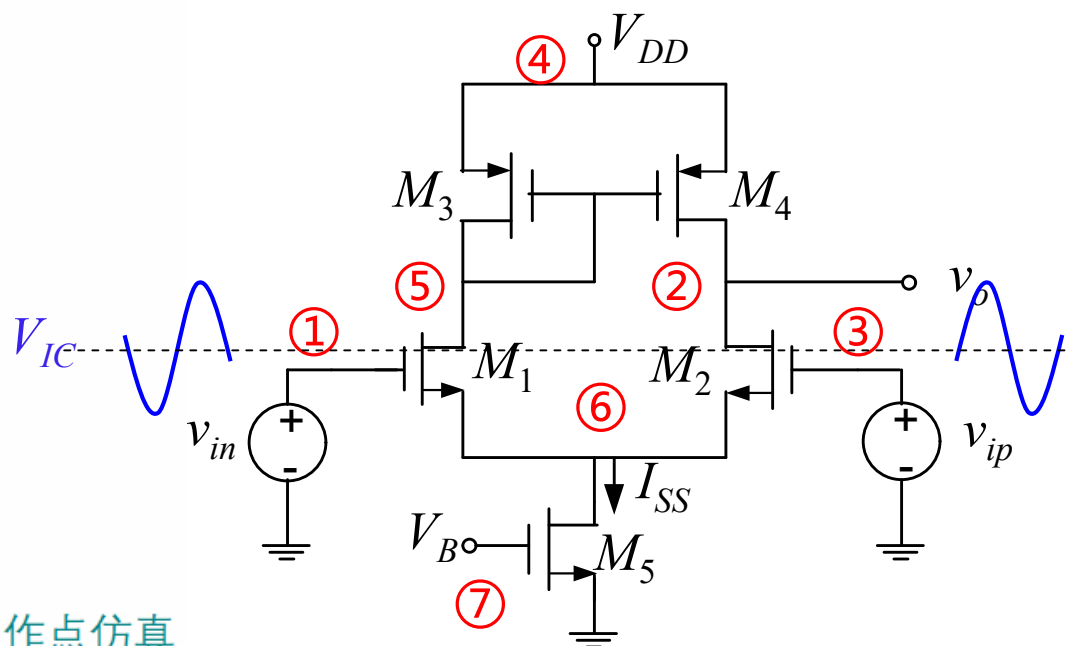 ④ V_DD
M_3 M_4
⑤ ② v_o
V_IC ① ③
M_1 M_2
⑥
v_in + - + - v_ip
I_SS
V_B M_5
⑦
作点仿真